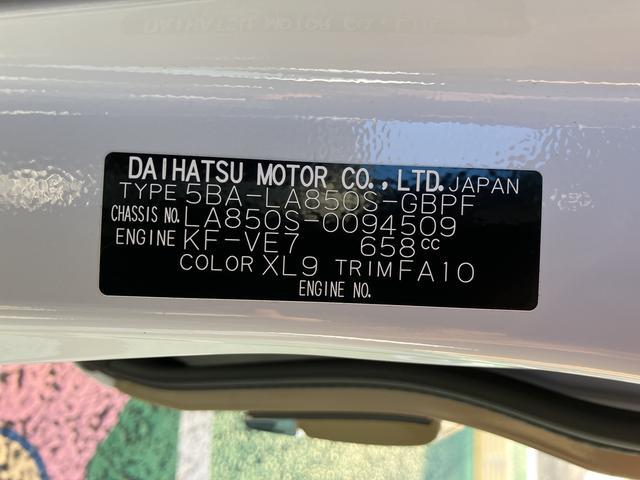 DAIHATSU MOTOR CO., LTD. JAPAN
TYPE 5BA-LA850S-GBPF
CHASSIS NO. LA850S-0094509
ENGINE KF-VE7 658cc
COLOR XL9 TRIM FA10
ENGINE NO.